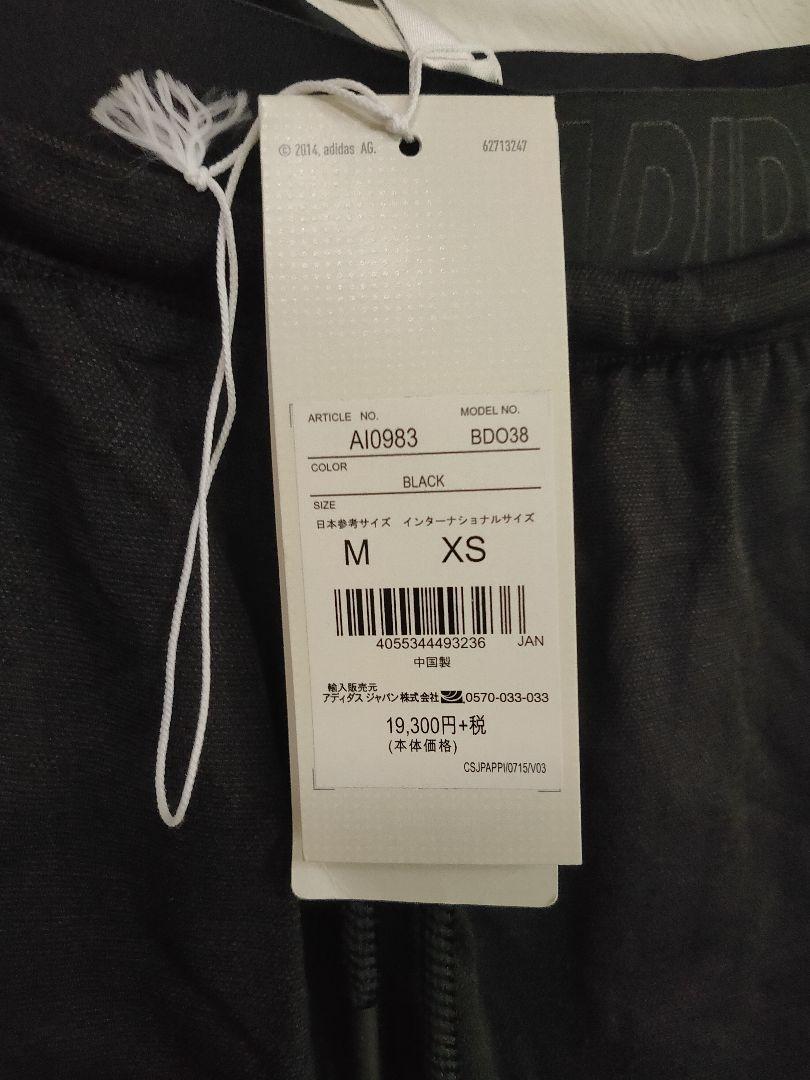 © 2014, adidas AG. 62713247
ARTICLE NO. MODEL NO.
AI0983 BDO38
COLOR
BLACK
SIZE
日本参考サイズ インターナショナルサイズ
M XS
4055344493236 JAN
中国製
輸入販売元
アディダス ジャパン株式会社 0570-033-033
19,300円+税
(本体価格)
CSJPAPPI/0715/V03